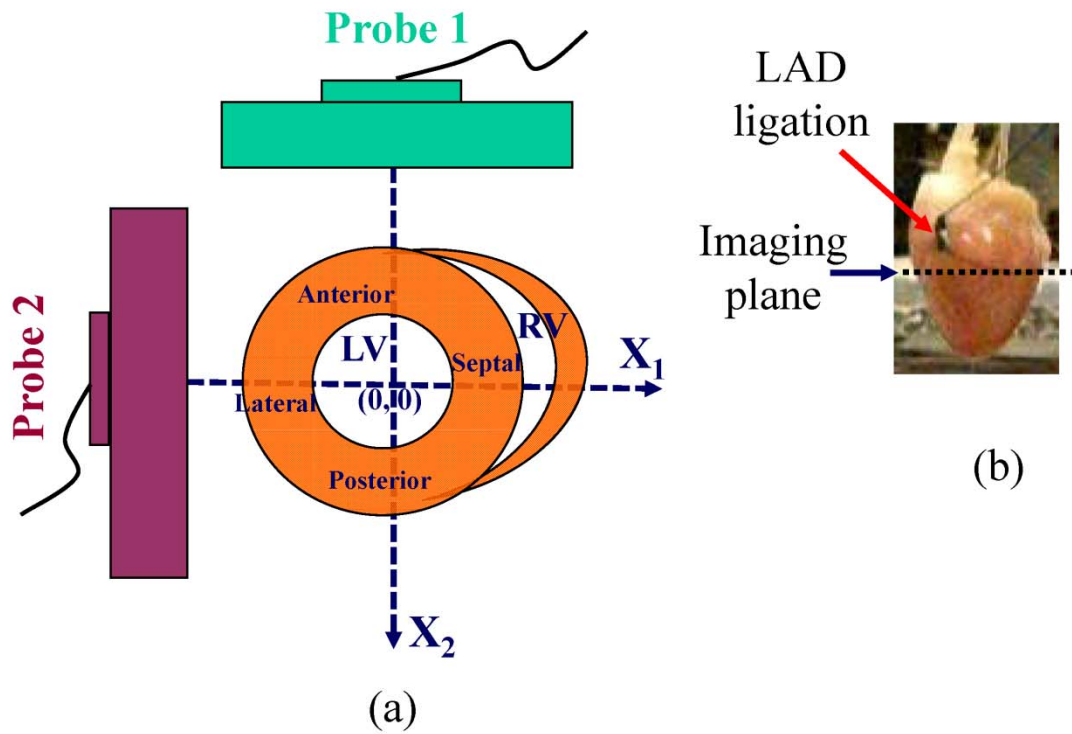 Probe 1
Probe 2
Anterior
LV
RV
Septal
Lateral
(0,0)
Posterior
X₁
X₂
(a)
LAD
ligation
Imaging
plane
(b)